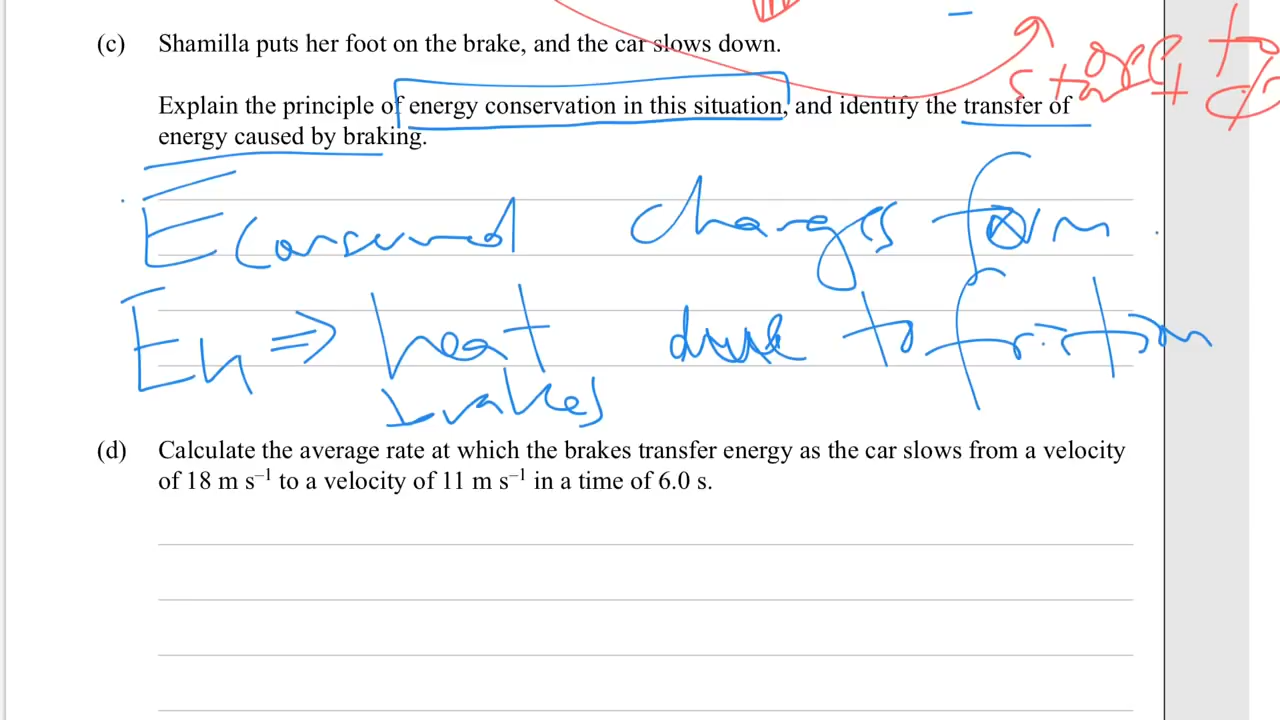 (c) Shamilla puts her foot on the brake, and the car slows down.
store to
Explain the principle of energy conservation in this situation, and identify the transfer of
energy caused by braking.
E conserved changes form
En ⇒ heat due to friction
brakes
(d) Calculate the average rate at which the brakes transfer energy as the car slows from a velocity
of 18 m s⁻¹ to a velocity of 11 m s⁻¹ in a time of 6.0 s.